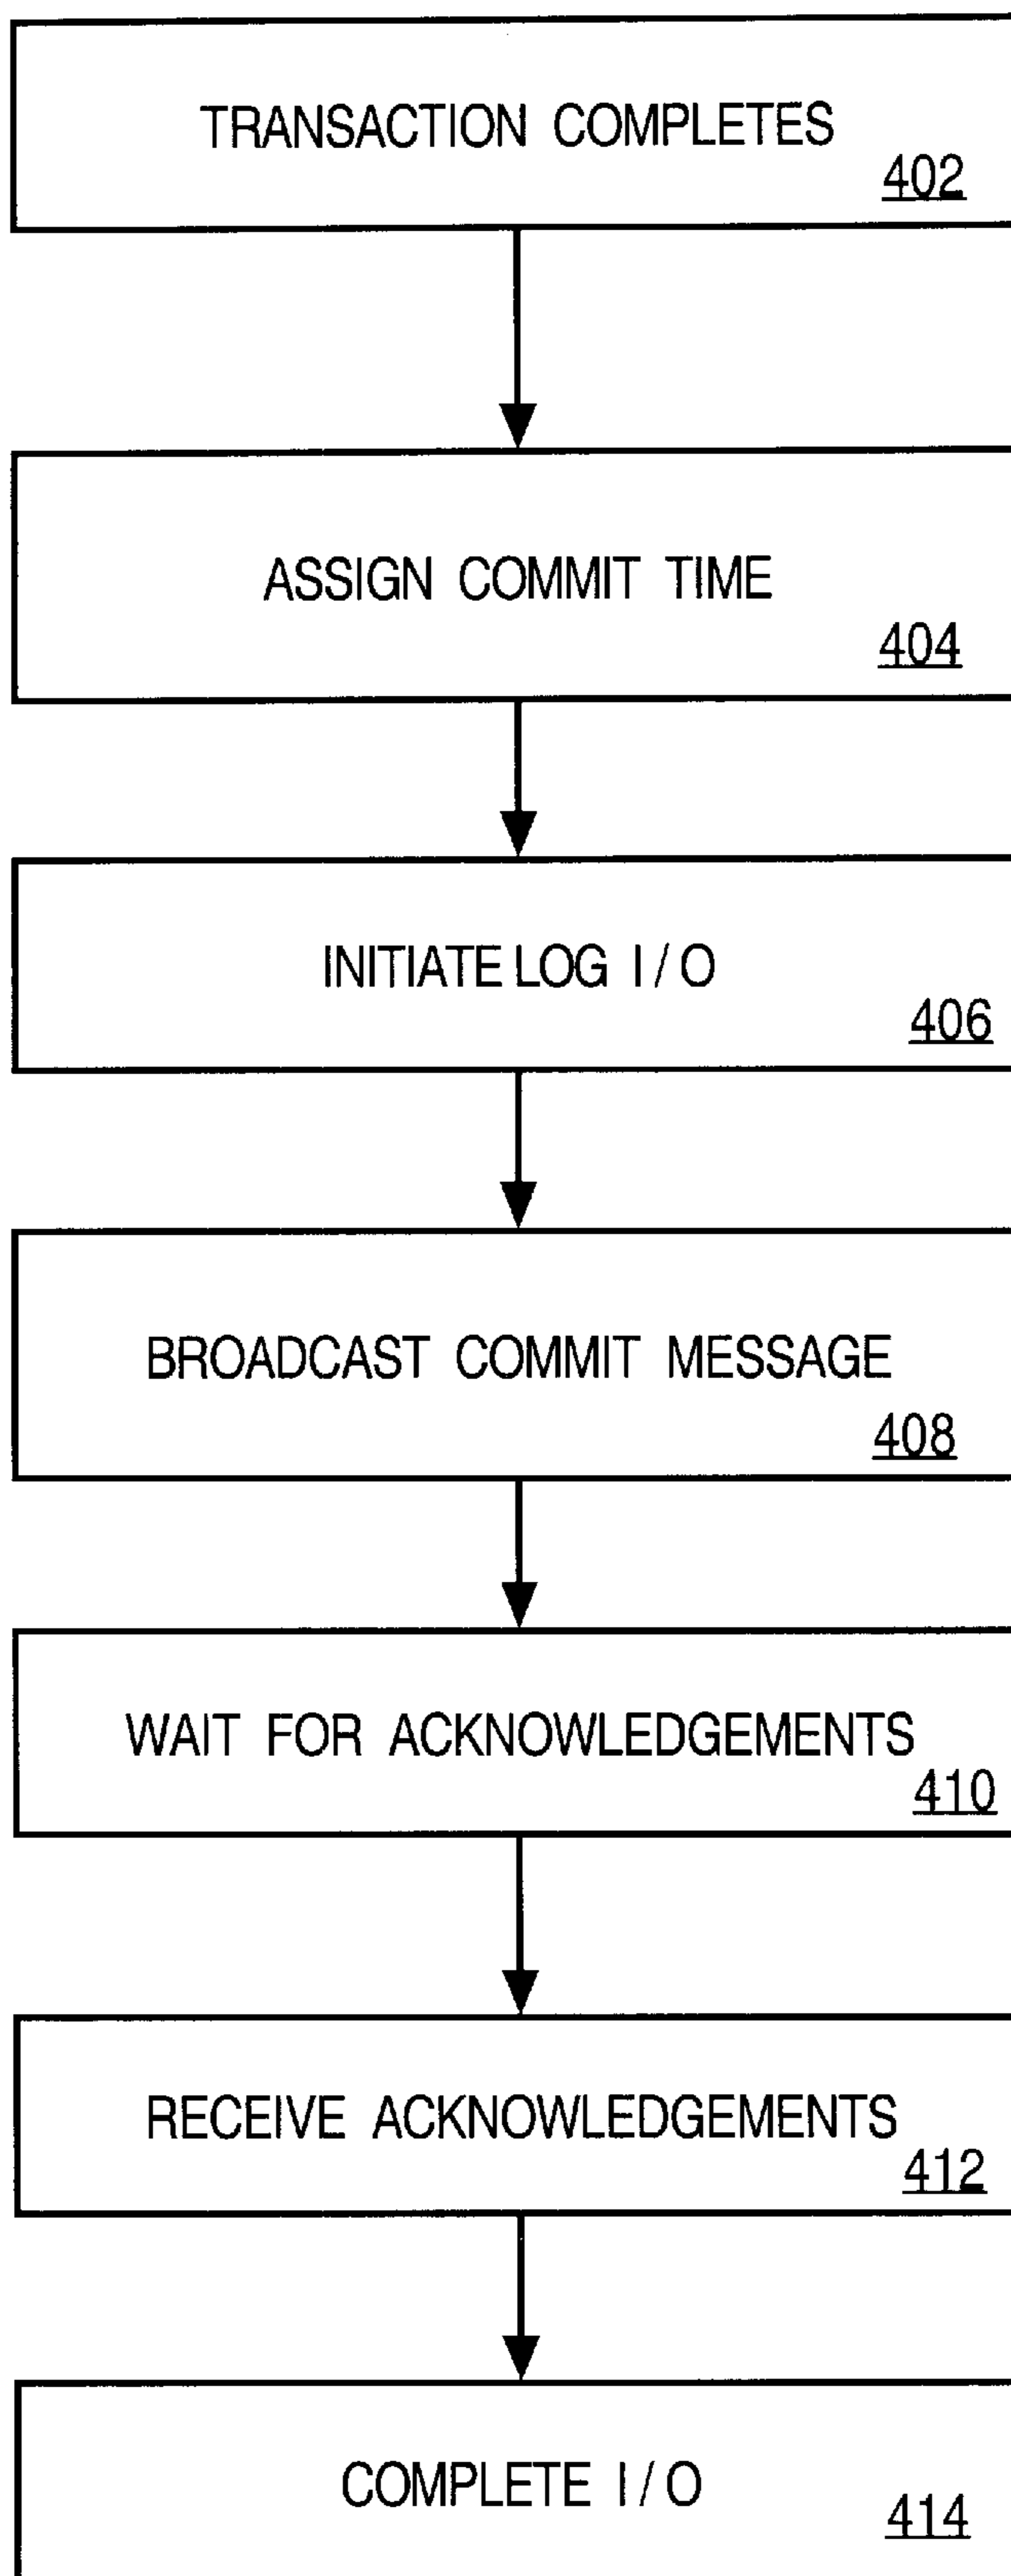 TRANSACTION COMPLETES
402
ASSIGN COMMIT TIME
404
INITIATE LOG I/O
406
BROADCAST COMMIT MESSAGE
408
WAIT FOR ACKNOWLEDGEMENTS
410
RECEIVE ACKNOWLEDGEMENTS
412
COMPLETE I/O
414